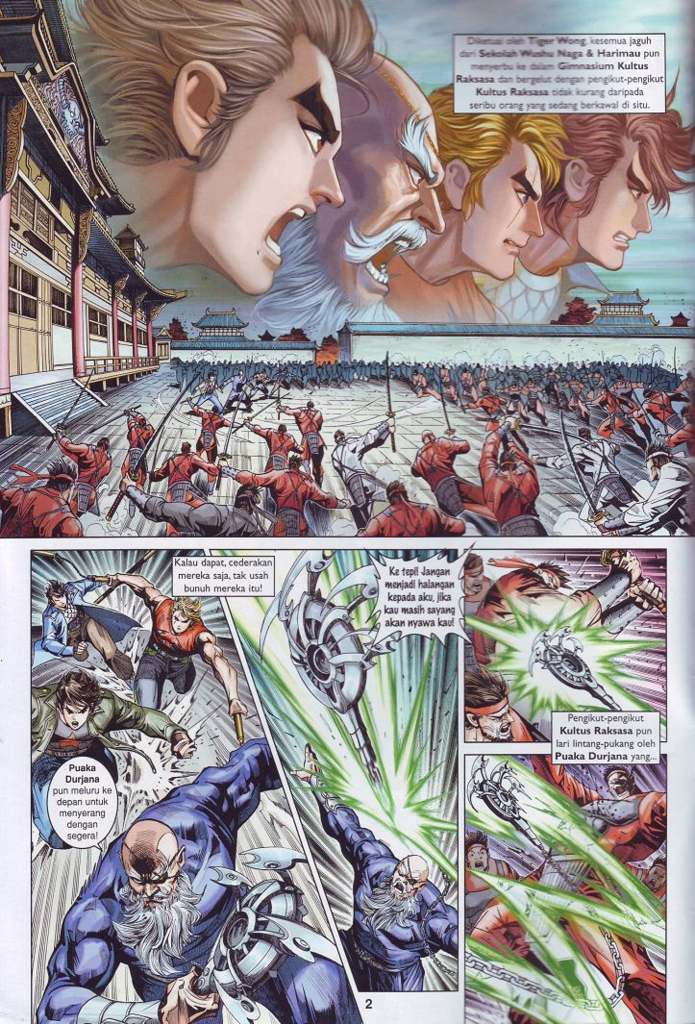 Diketuai oleh Tiger Wong, kesemua jaguh
dari Sekolah Wushu Naga & Harimau pun
menyerbu ke dalam Gimnasium Kultus
Raksasa dan bergelut dengan pengikut-pengikut
Kultus Raksasa tidak kurang daripada
seribu orang yang sedang berkawal di situ.
Kalau dapat, cederakan
mereka saja, tak usah
bunuh mereka itu!
Puaka
Durjana
pun meluru ke
depan untuk
menyerang
dengan
segera!
Ke tepi! Jangan
menjadi halangan
kepada aku, jika
kau masih sayang
akan nyawa kau!
Pengikut-pengikut
Kultus Raksasa pun
lari lintang-pukang oleh
Puaka Durjana yang...
2